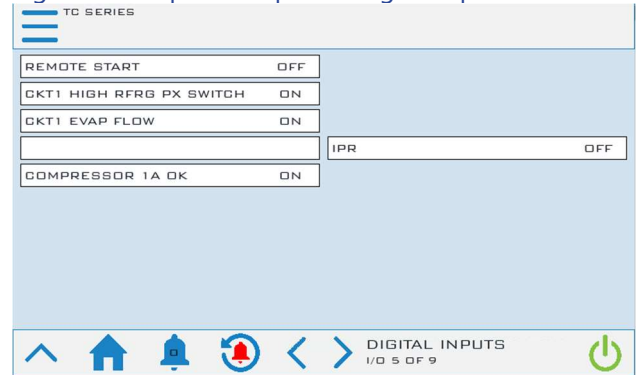 TC SERIES
REMOTE START OFF
CKT1 HIGH RFRG PX SWITCH ON
CKT1 EVAP FLOW ON
IPR OFF
COMPRESSOR 1A OK ON
0
DIGITAL INPUTS
I/O 5 OF 9